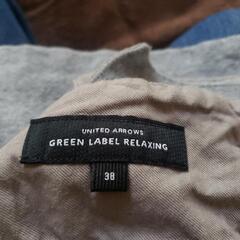 UNITED ARROWS
GREEN LABEL RELAXING
38